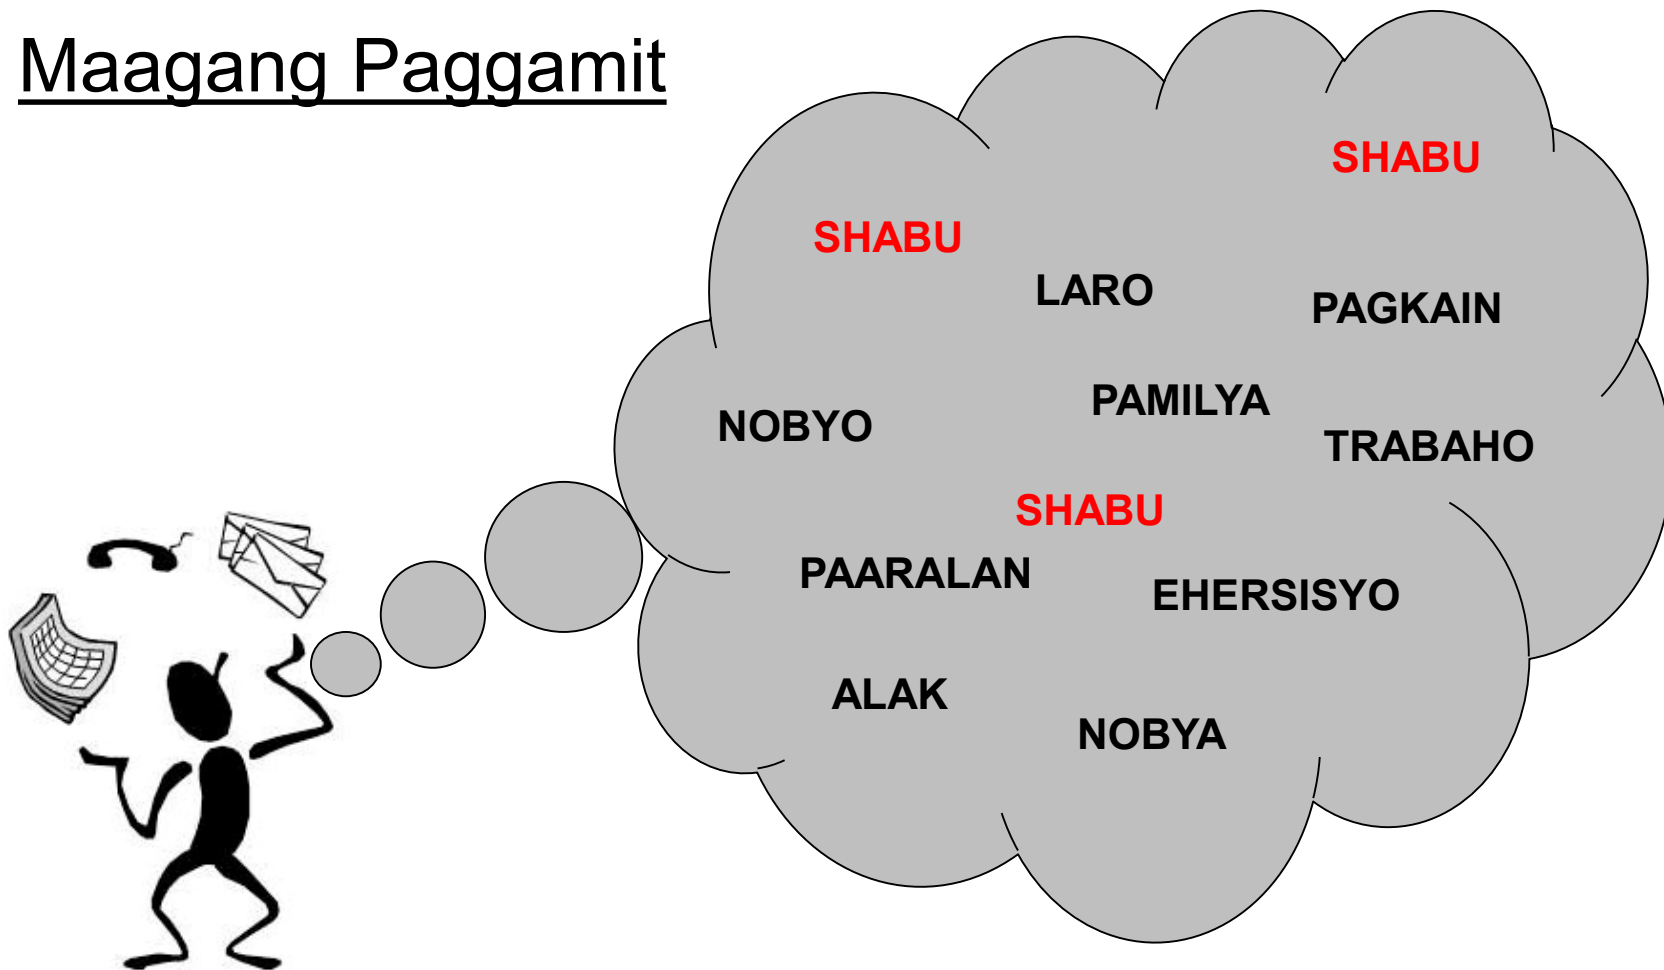 Maagang Paggamit
SHABU
SHABU
LARO
PAGKAIN
PAMILYA
NOBYO
TRABAHO
SHABU
PAARALAN
EHERSISYO
ALAK
NOBYA